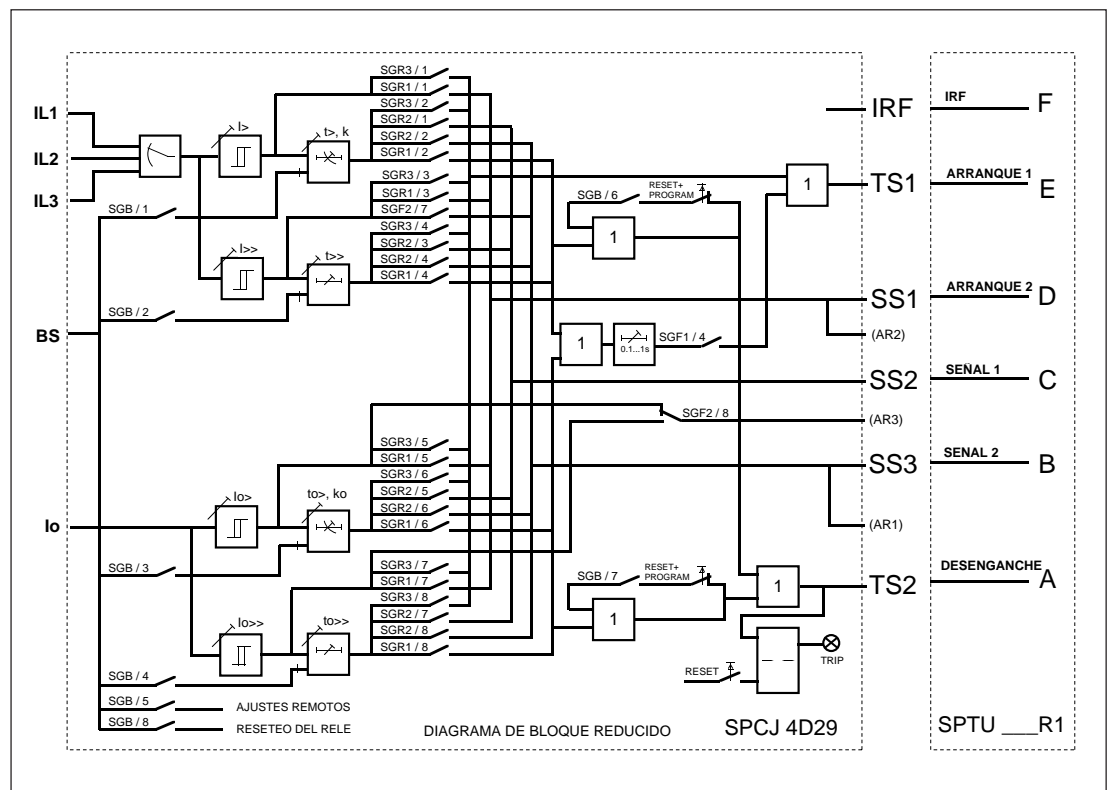 IL1
IL2
IL3
BS
Io
I>
t>, k
I>>
t>>
Io>
to>, ko
Io>>
to>>
SGB / 1
SGB / 2
SGB / 3
SGB / 4
SGB / 5
AJUSTES REMOTOS
SGB / 8
RESETEO DEL RELE
SGR3 / 1
SGR1 / 1
SGR3 / 2
SGR2 / 1
SGR2 / 2
SGR1 / 2
SGR3 / 3
SGR1 / 3
SGF2 / 7
SGR3 / 4
SGR2 / 3
SGR2 / 4
SGR1 / 4
SGR3 / 5
SGR1 / 5
SGR3 / 6
SGR2 / 5
SGR2 / 6
SGR1 / 6
SGR3 / 7
SGR1 / 7
SGR3 / 8
SGR2 / 7
SGR2 / 8
SGR1 / 8
SGB / 6
RESET+
PROGRAM
1
1
1
0.1...1s
SGF1 / 4
SGF2 / 8
SGB / 7
RESET+
PROGRAM
1
1
RESET
TRIP
IRF
TS1
SS1
(AR2)
SS2
(AR3)
SS3
(AR1)
TS2
IRF
F
ARRANQUE 1
E
ARRANQUE 2
D
SEÑAL 1
C
SENAL 2
B
DESENGANCHE
A
DIAGRAMA DE BLOQUE REDUCIDO
SPCJ 4D29
SPTU ___R1